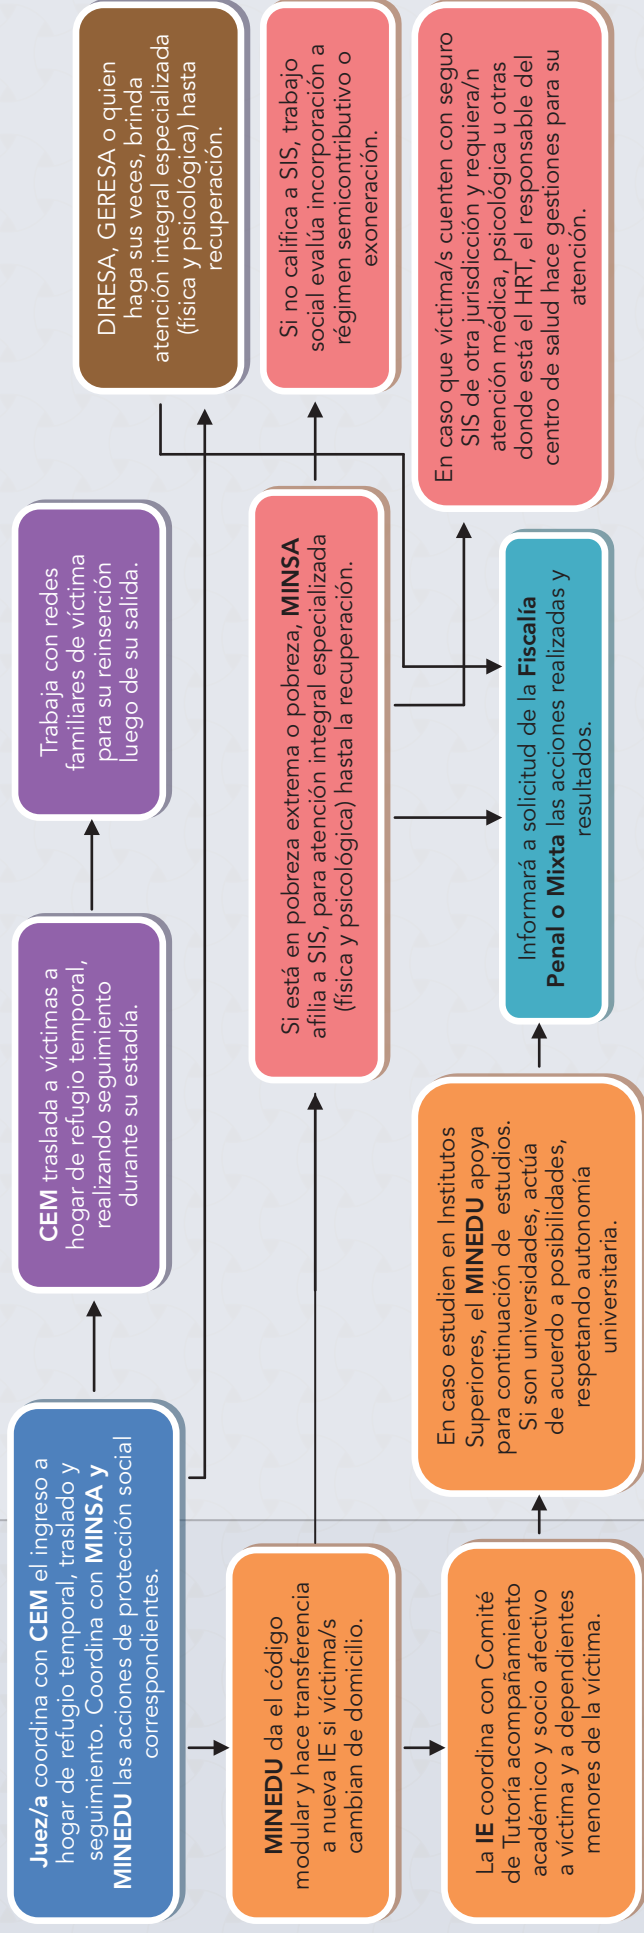 Juez/a coordina con CEM el ingreso a
hogar de refugio temporal, traslado y
seguimiento. Coordina con MINSA y
MINEDU las acciones de protección social
correspondientes.
CEM traslada a víctimas a
hogar de refugio temporal,
realizando seguimiento
durante su estadía.
Trabaja con redes
familiares de víctima
para su reinserción
luego de su salida.
DIRESA, GERESA o quien
haga sus veces, brinda
atención integral especializada
(física y psicológica) hasta
recuperación.
MINEDU da el código
modular y hace transferencia
a nueva IE si víctima/s
cambian de domicilio.
Si está en pobreza extrema o pobreza, MINSA
afilia a SIS, para atención integral especializada
(física y psicológica) hasta la recuperación.
Si no califica a SIS, trabajo
social evalúa incorporación a
régimen semicontributivo o
exoneración.
La IE coordina con Comité
de Tutoría acompañamiento
académico y socio afectivo
a víctima y a dependientes
menores de la víctima.
En caso estudien en Institutos
Superiores, el MINEDU apoya
para continuación de estudios.
Si son universidades, actúa
de acuerdo a posibilidades,
respetando autonomía
universitaria.
Informará a solicitud de la Fiscalía
Penal o Mixta las acciones realizadas y
resultados.
En caso que víctima/s cuenten con seguro
SIS de otra jurisdicción y requiera/n
atención médica, psicológica u otras
donde está el HRT, el responsable del
centro de salud hace gestiones para su
atención.